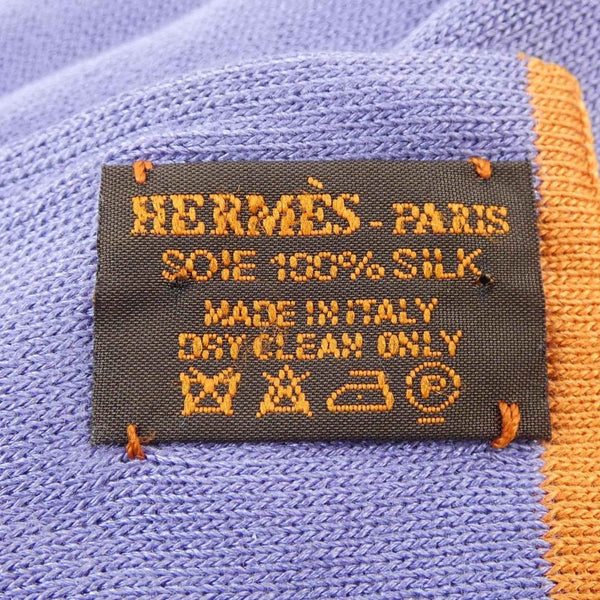 HERMÈS-PARIS
SOIE 100% SILK
MADE IN ITALY
DRY CLEAN ONLY
P